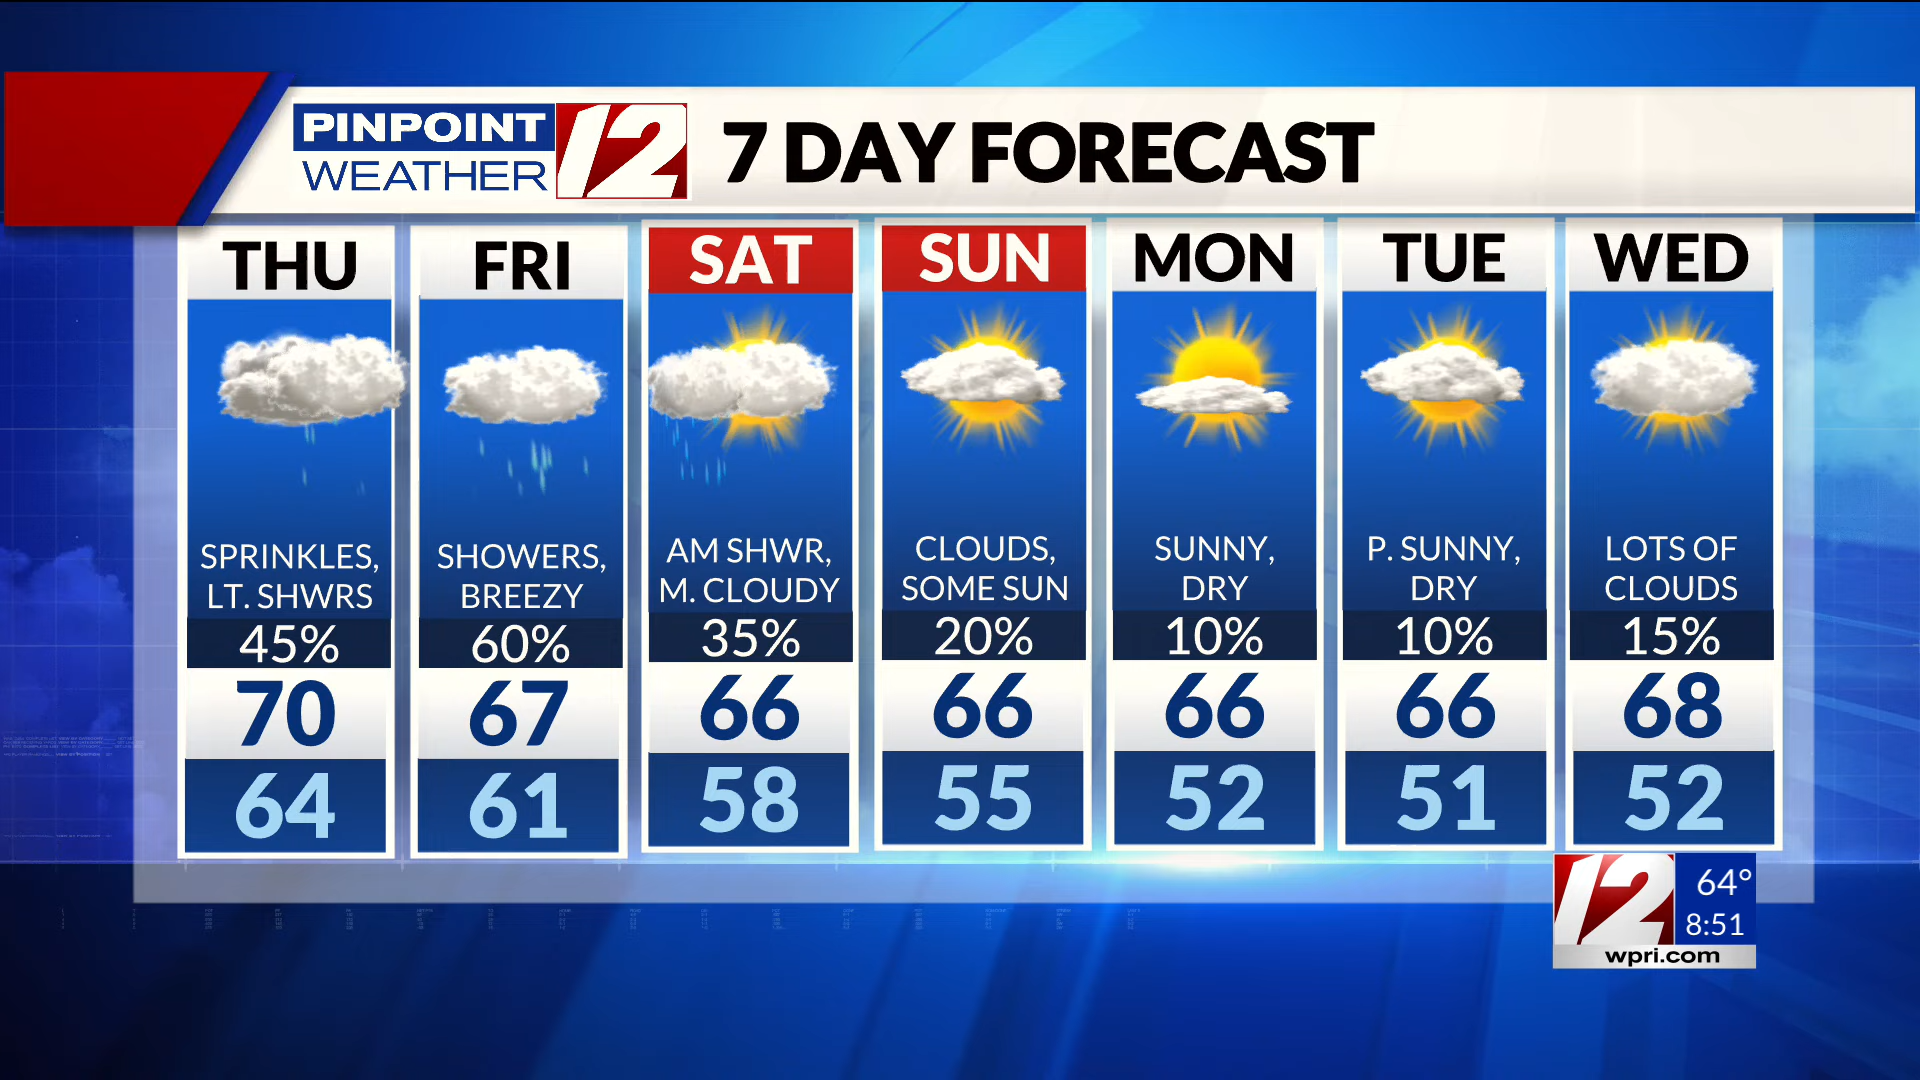 PINPOINT
WEATHER
12
7 DAY FORECAST
THU
SPRINKLES,
LT. SHWRS
45%
70
64
FRI
SHOWERS,
BREEZY
60%
67
61
SAT
AM SHWR,
M. CLOUDY
35%
66
58
SUN
CLOUDS,
SOME SUN
20%
66
55
MON
SUNNY,
DRY
10%
66
52
TUE
P. SUNNY,
DRY
10%
66
51
WED
LOTS OF
CLOUDS
15%
68
52
12
64°
8:51
wpri.com